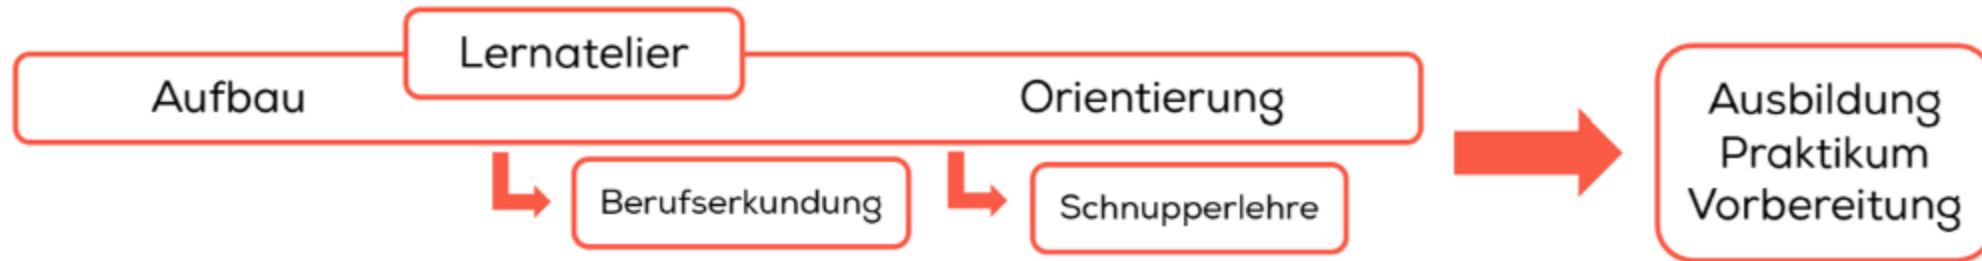 Lernatelier
Aufbau
Orientierung
Berufserkundung
Schnupperlehre
Ausbildung
Praktikum
Vorbereitung